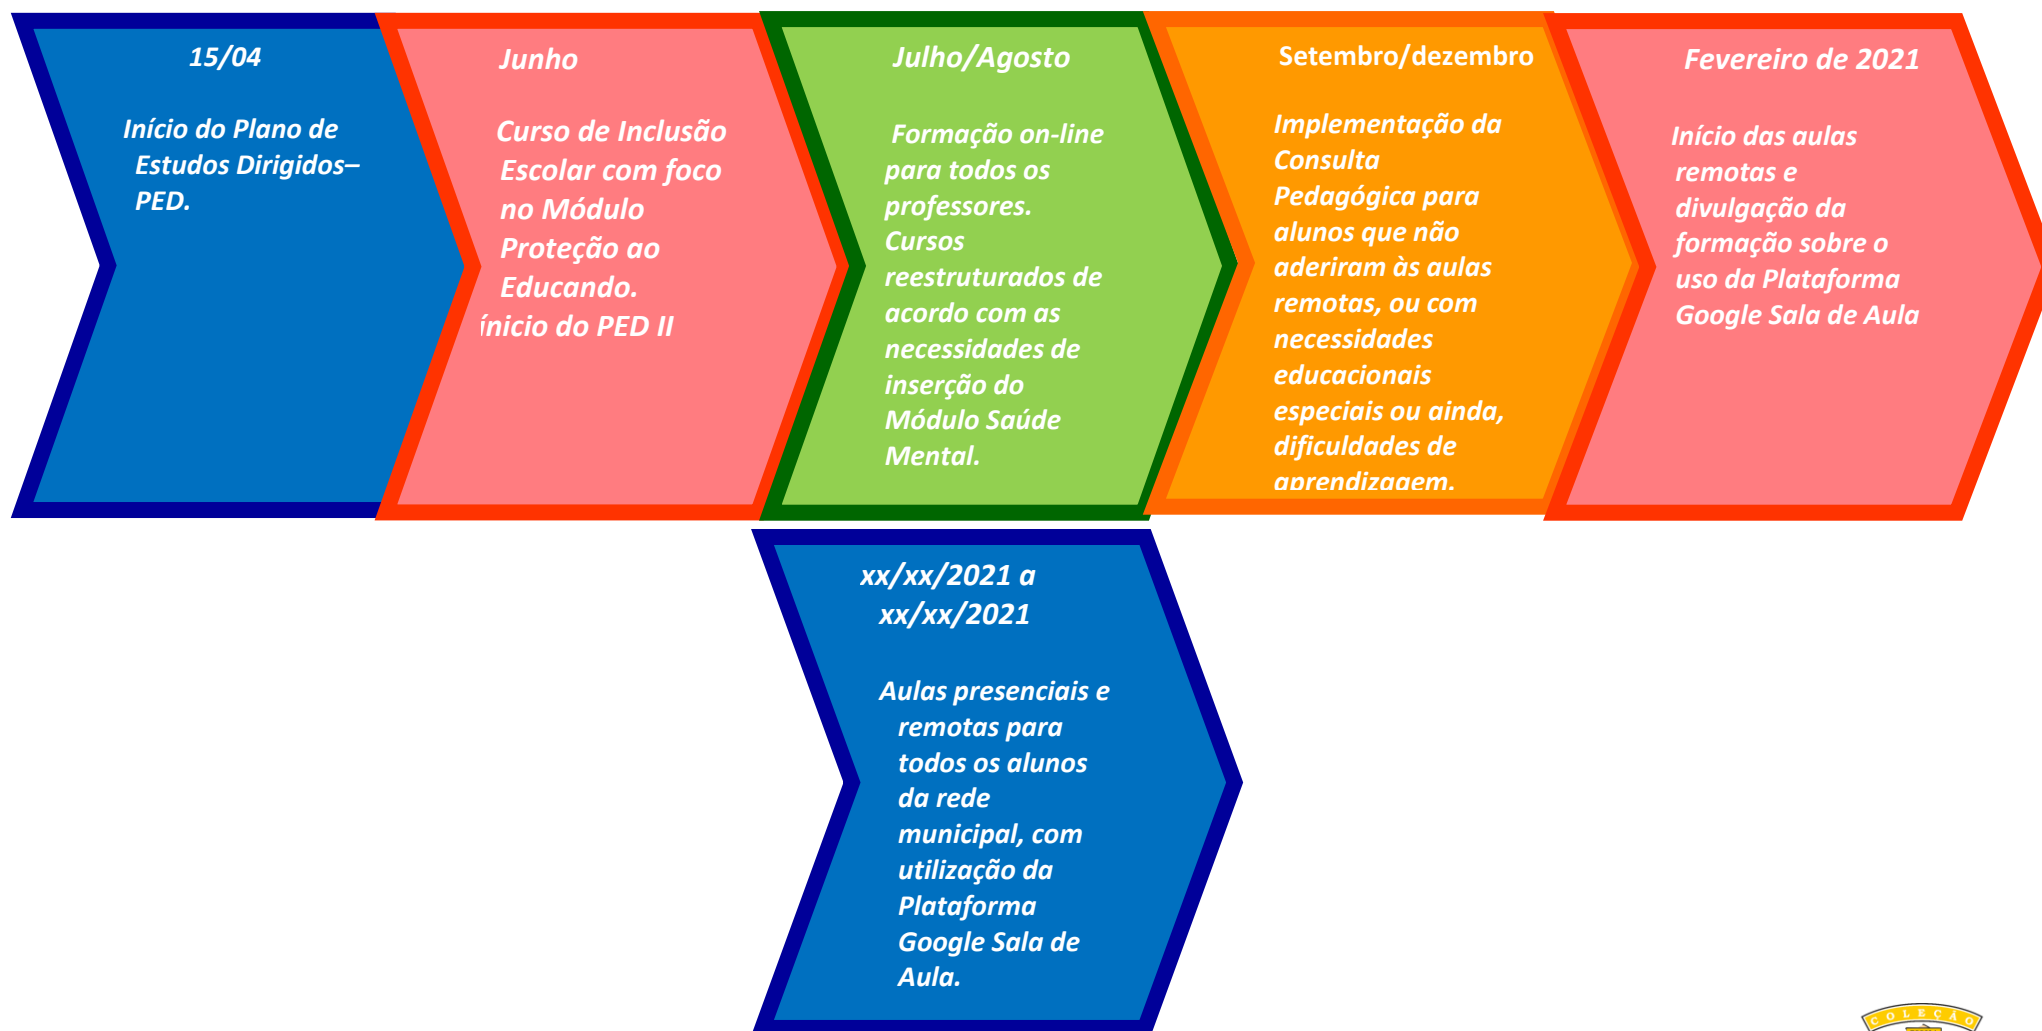 15/04
Início do Plano de
Estudos Dirigidos–
PED.
Junho
Curso de Inclusão
Escolar com foco
no Módulo
Proteção ao
Educando.
ínicio do PED II
Julho/Agosto
Formação on-line
para todos os
professores.
Cursos
reestruturados de
acordo com as
necessidades de
inserção do
Módulo Saúde
Mental.
Setembro/dezembro
Implementação da
Consulta
Pedagógica para
alunos que não
aderiram às aulas
remotas, ou com
necessidades
educacionais
especiais ou ainda,
dificuldades de
aprendizagem.
Fevereiro de 2021
Início das aulas
remotas e
divulgação da
formação sobre o
uso da Plataforma
Google Sala de Aula
xx/xx/2021 a
xx/xx/2021
Aulas presenciais e
remotas para
todos os alunos
da rede
municipal, com
utilização da
Plataforma
Google Sala de
Aula.
COLEÇÃO